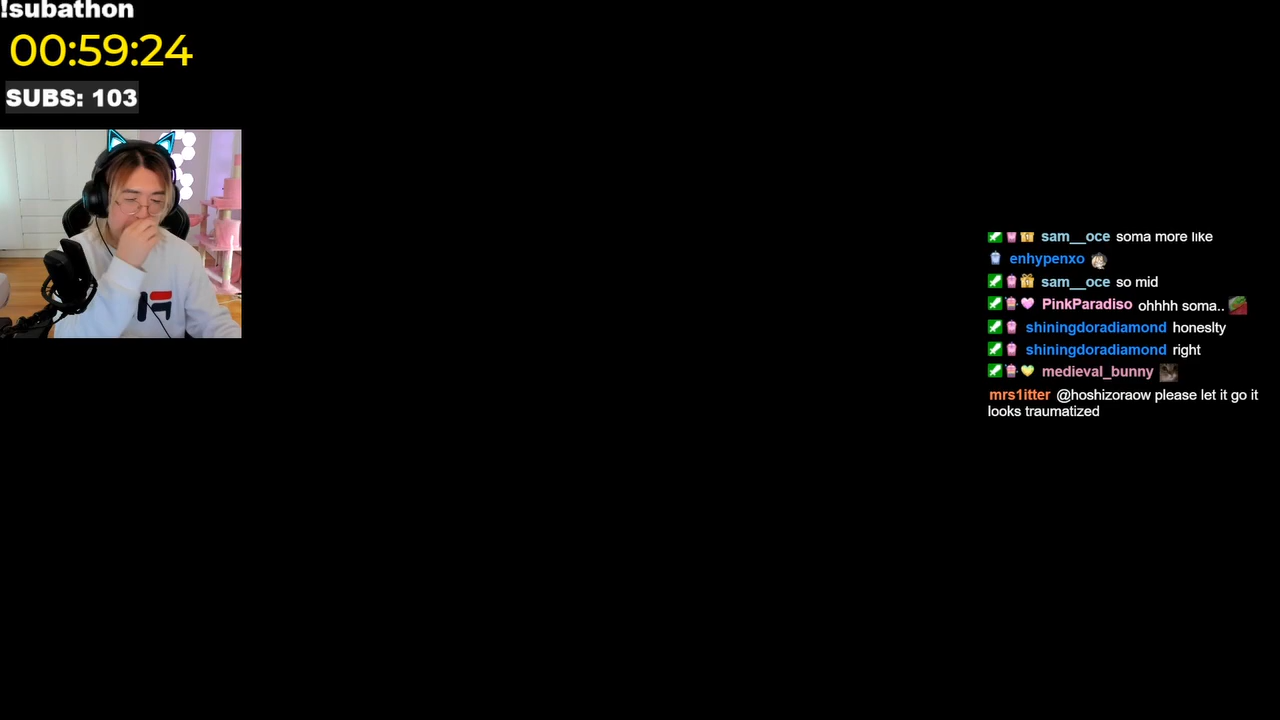 !subathon
00:59:24
SUBS: 103
sam__oce soma more like
enhypenxo
sam__oce so mid
PinkParadiso ohhhh soma..
shiningdoradiamond honeslty
shiningdoradiamond right
medieval_bunny
mrs1itter @hoshizoraow please let it go it
looks traumatized